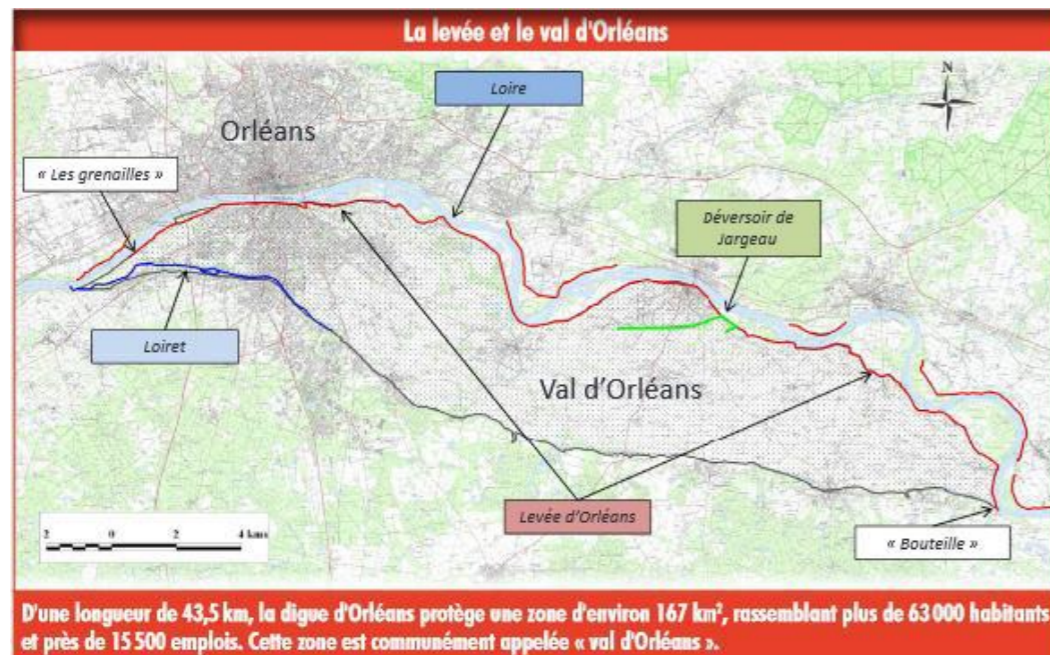 La levée et le val d'Orléans
N
Loire
Orléans
« Les grenailles »
Déversoir de
Jargeau
Loiret
Val d'Orléans
Levée d'Orléans
« Bouteille »
2 0 2 4 kms
D'une longueur de 43,5 km, la digue d'Orléans protège une zone d'environ 167 km², rassemblant plus de 63 000 habitants
et près de 15 500 emplois. Cette zone est communément appelée « val d'Orléans ».